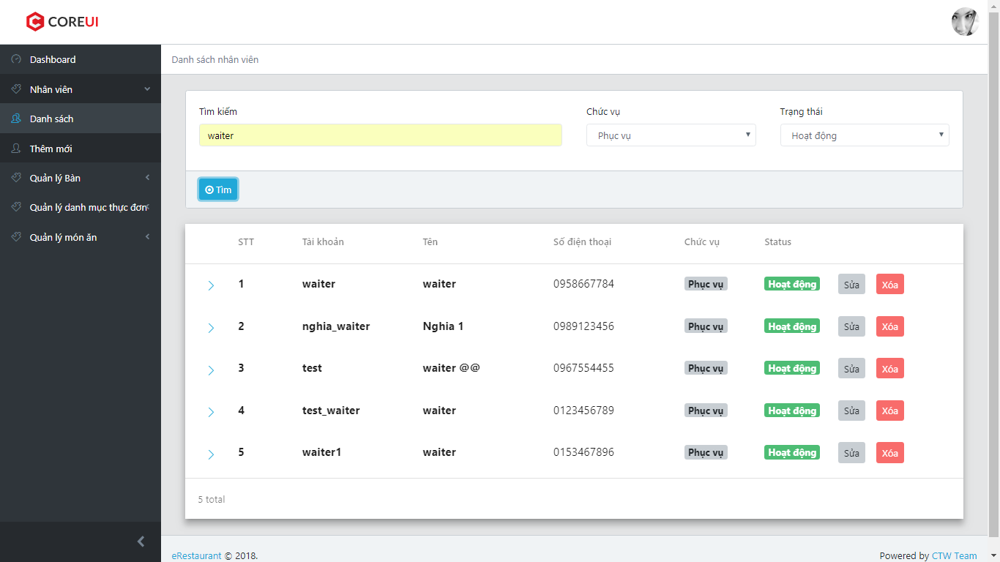 COREUI
Dashboard
Nhân viên
Danh sách
Thêm mới
Quản lý Bàn
Quản lý danh mục thực đơn
Quản lý món ăn
Danh sách nhân viên
Tìm kiếm Chức vụ Trạng thái
waiter Phục vụ Hoạt động
Tìm
STT Tài khoản Tên Số điện thoại Chức vụ Status
1 waiter waiter 0958667784 Phục vụ Hoạt động Sửa Xóa
2 nghia_waiter Nghia 1 0989123456 Phục vụ Hoạt động Sửa Xóa
3 test waiter @@ 0967554455 Phục vụ Hoạt động Sửa Xóa
4 test_waiter waiter 0123456789 Phục vụ Hoạt động Sửa Xóa
5 waiter1 waiter 0153467896 Phục vụ Hoạt động Sửa Xóa
5 total
eRestaurant © 2018. Powered by CTW Team